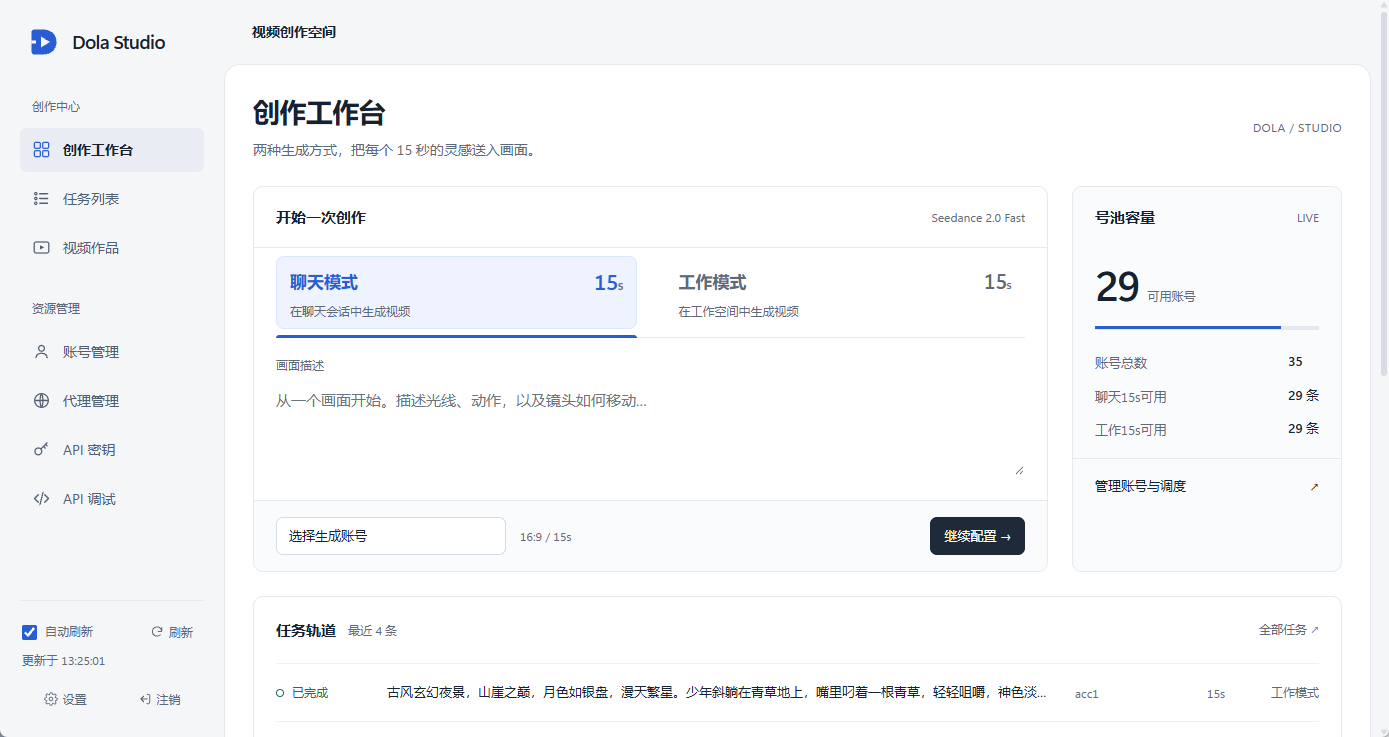 Dola Studio
创作中心
创作工作台
任务列表
视频作品
资源管理
账号管理
代理管理
API 密钥
API 调试
自动刷新
刷新
更新于 13:25:01
设置
注销
视频创作空间
创作工作台
两种生成方式，把每个 15 秒的灵感送入画面。
DOLA / STUDIO
开始一次创作
Seedance 2.0 Fast
聊天模式
15s
在聊天会话中生成视频
工作模式
15s
在工作空间中生成视频
画面描述
从一个画面开始。描述光线、动作，以及镜头如何移动...
选择生成账号
16:9 / 15s
继续配置 →
号池容量
LIVE
29 可用账号
账号总数 35
聊天15s可用 29 条
工作15s可用 29 条
管理账号与调度 ↗
任务轨道 最近 4 条
全部任务 ↗
已完成 古风玄幻夜景，山崖之巅，月色如银盘，漫天繁星。少年斜躺在青草地上，嘴里叼着一根青草，轻轻咀嚼，神色淡... acc1 15s 工作模式